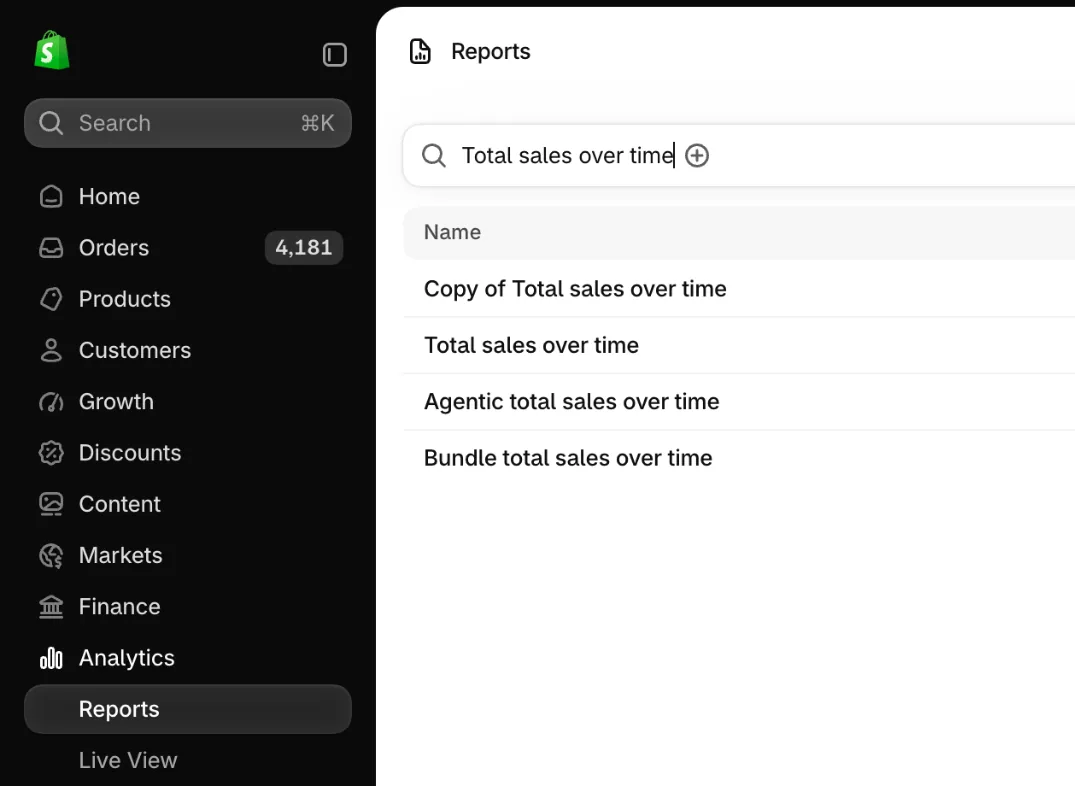 Search ⌘K
Home
Orders 4,181
Products
Customers
Growth
Discounts
Content
Markets
Finance
Analytics
Reports
Live View
Reports
Total sales over time
Name
Copy of Total sales over time
Total sales over time
Agentic total sales over time
Bundle total sales over time